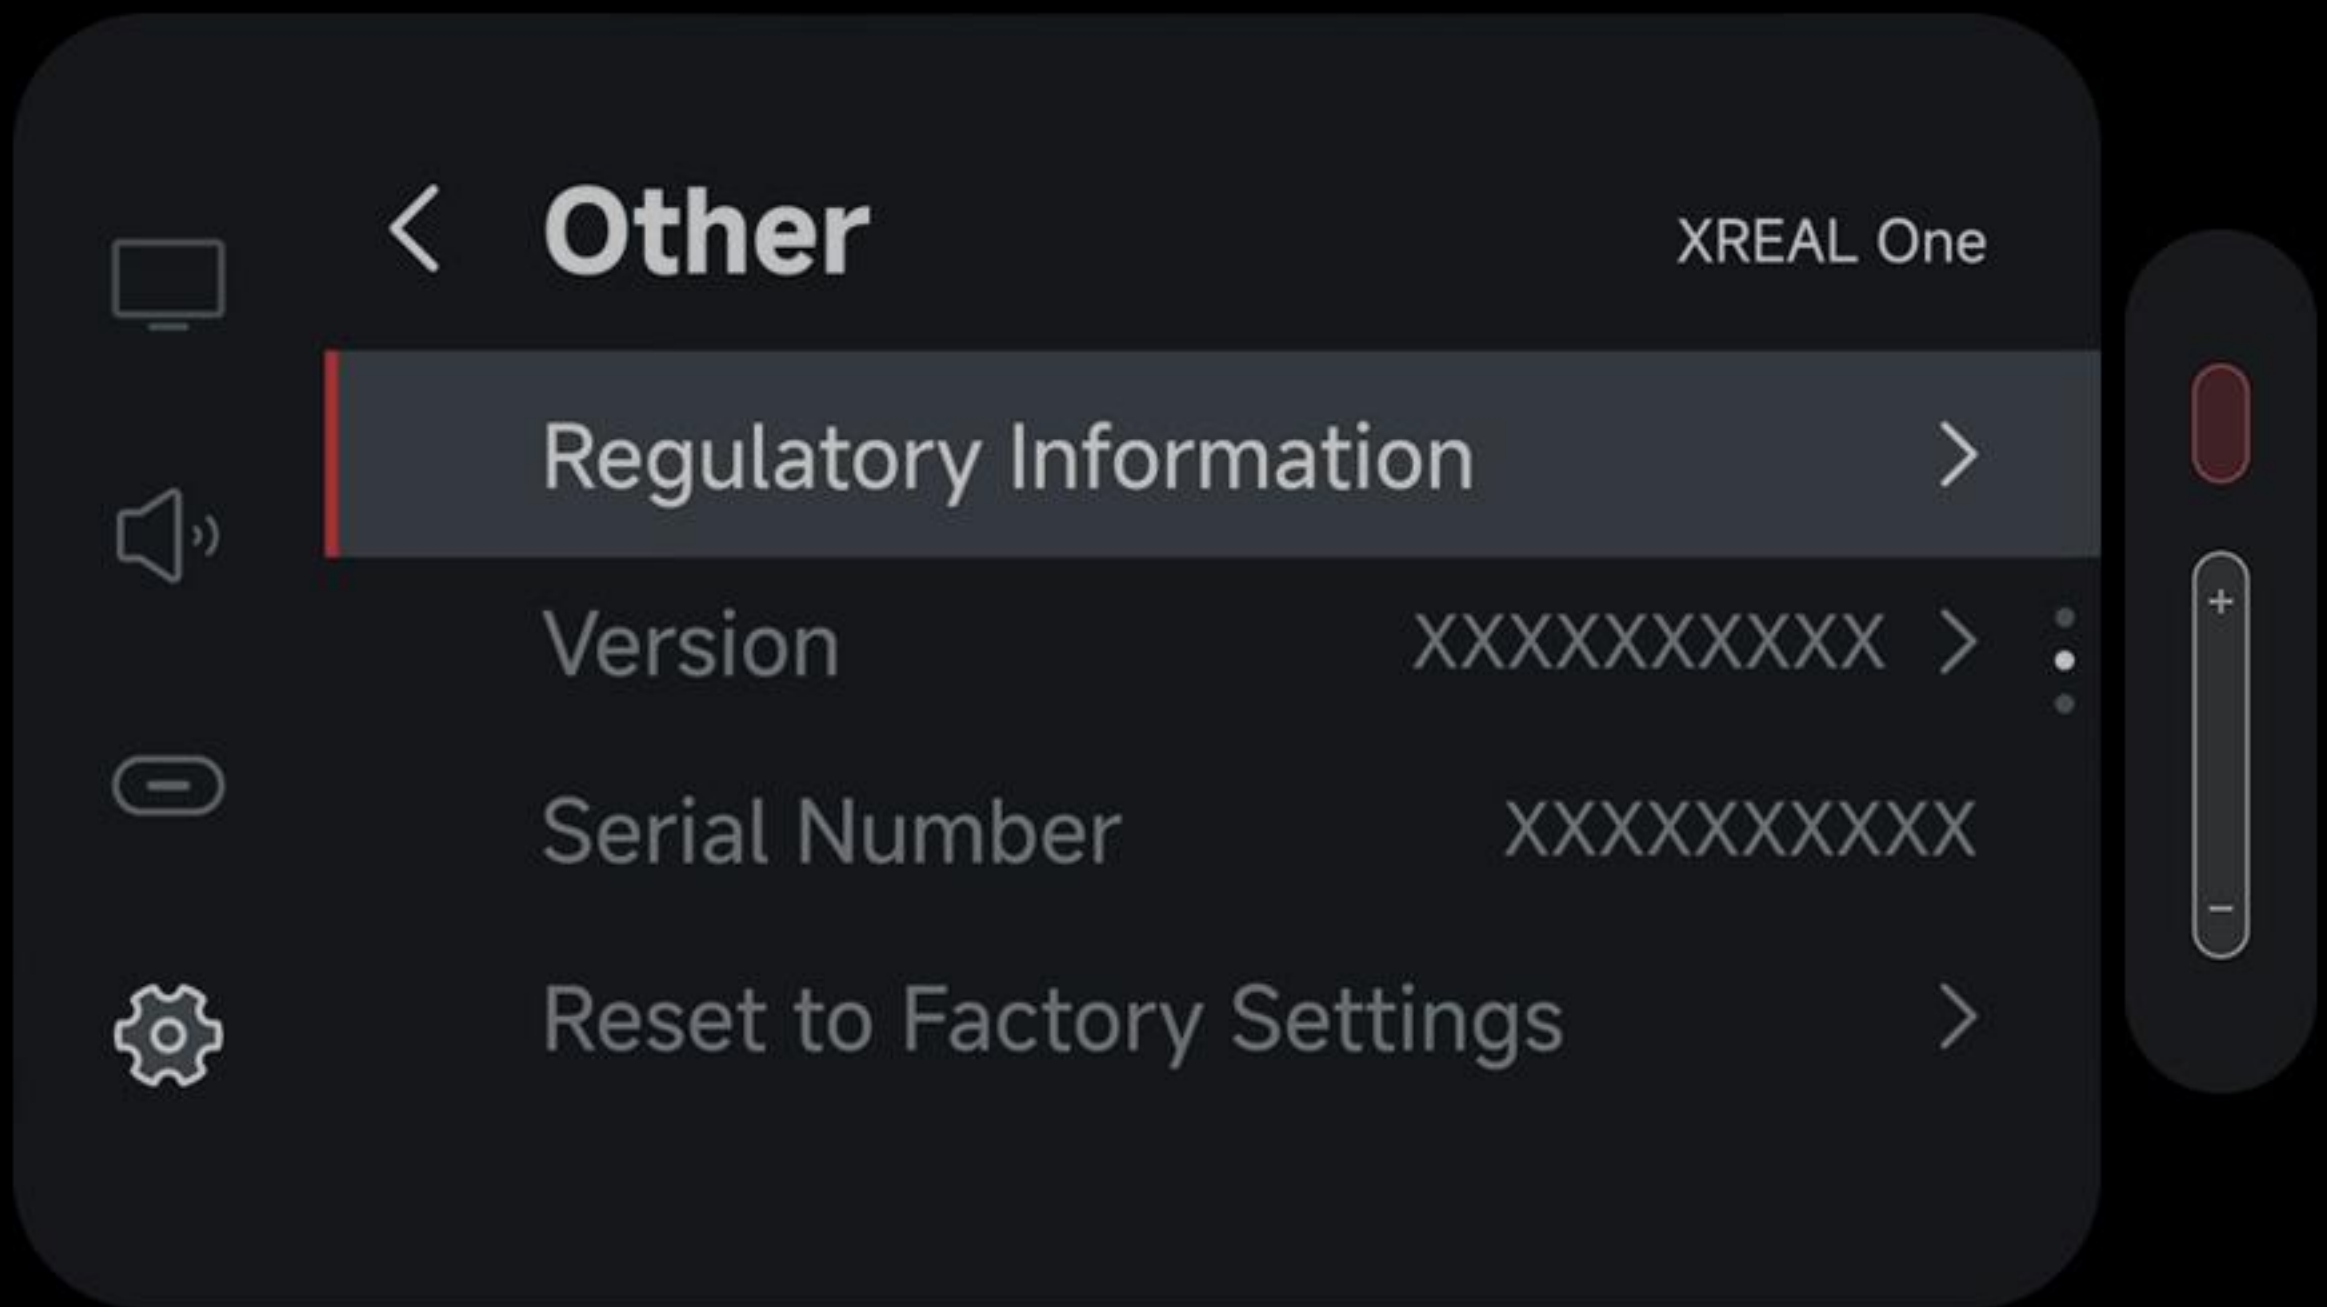 Other
XREAL One
Regulatory Information
Version XXXXXXXXXX
Serial Number XXXXXXXXXX
Reset to Factory Settings
+
−